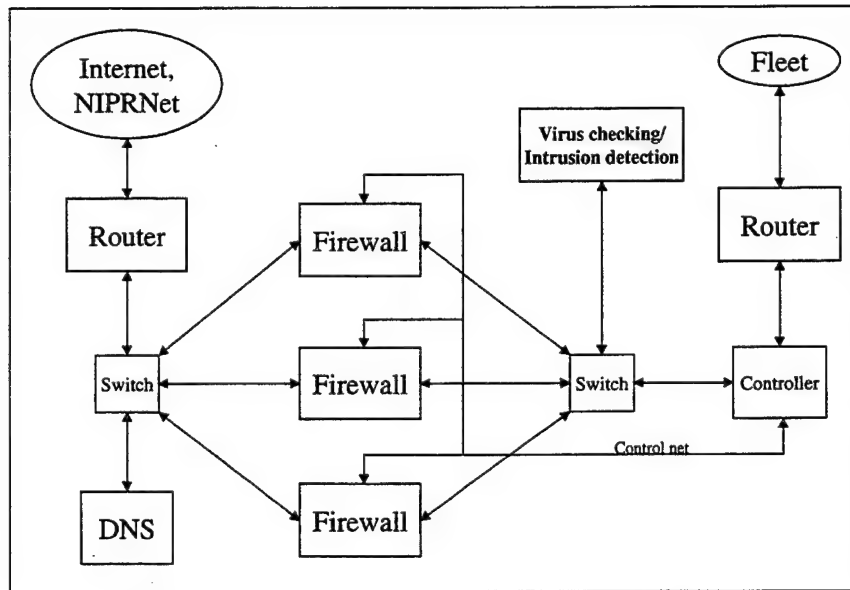 Internet,
NIPRNet
Fleet
Virus checking/
Intrusion detection
Router
Firewall
Router
Switch
Firewall
Switch
Controller
Control net
DNS
Firewall